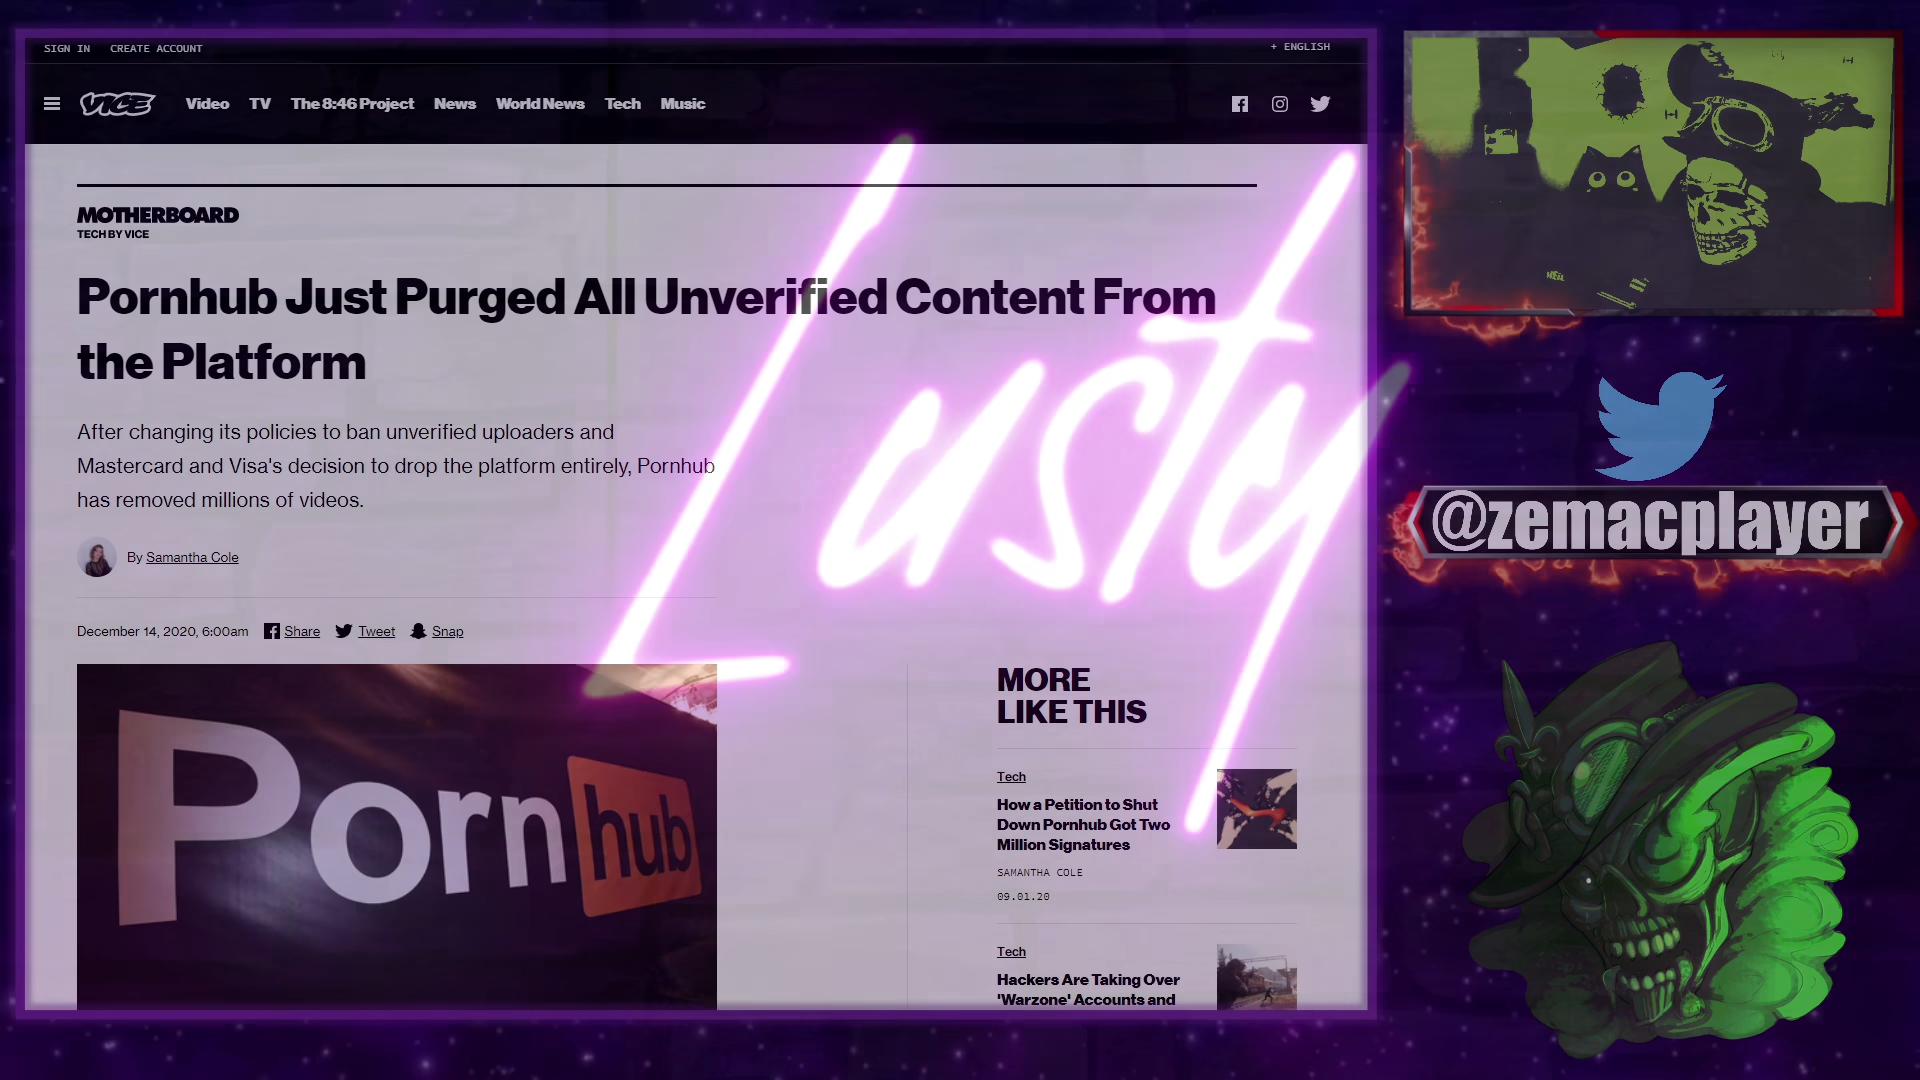 SIGN IN CREATE ACCOUNT
+ ENGLISH
VICE Video TV The 8:46 Project News World News Tech Music
MOTHERBOARD
TECH BY VICE
Pornhub Just Purged All Unverified Content From
the Platform
After changing its policies to ban unverified uploaders and
Mastercard and Visa's decision to drop the platform entirely, Pornhub
has removed millions of videos.
By Samantha Cole
December 14, 2020, 6:00am Share Tweet Snap
Porn hub
Lusty
MORE
LIKE THIS
Tech
How a Petition to Shut
Down Pornhub Got Two
Million Signatures
SAMANTHA COLE
09.01.20
Tech
Hackers Are Taking Over
'Warzone' Accounts and
@zemacplayer